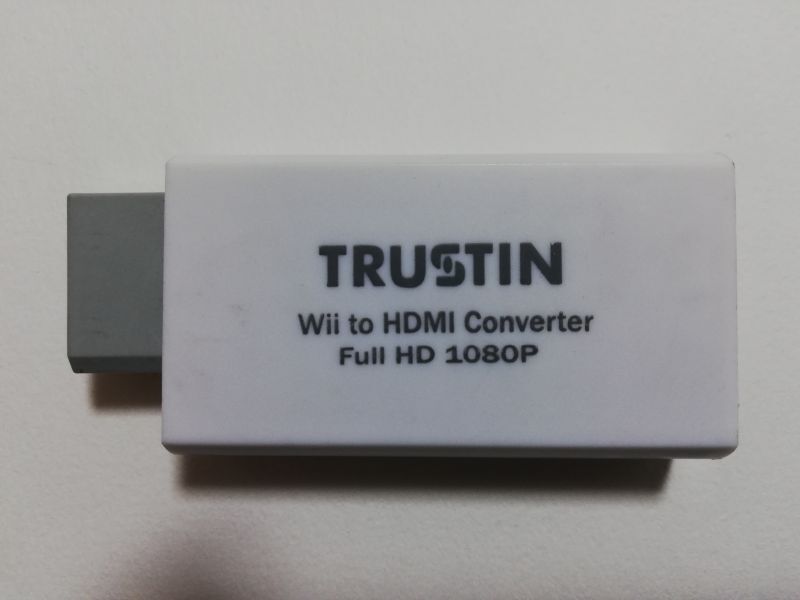 TRUSTIN
Wii to HDMI Converter
Full HD 1080P